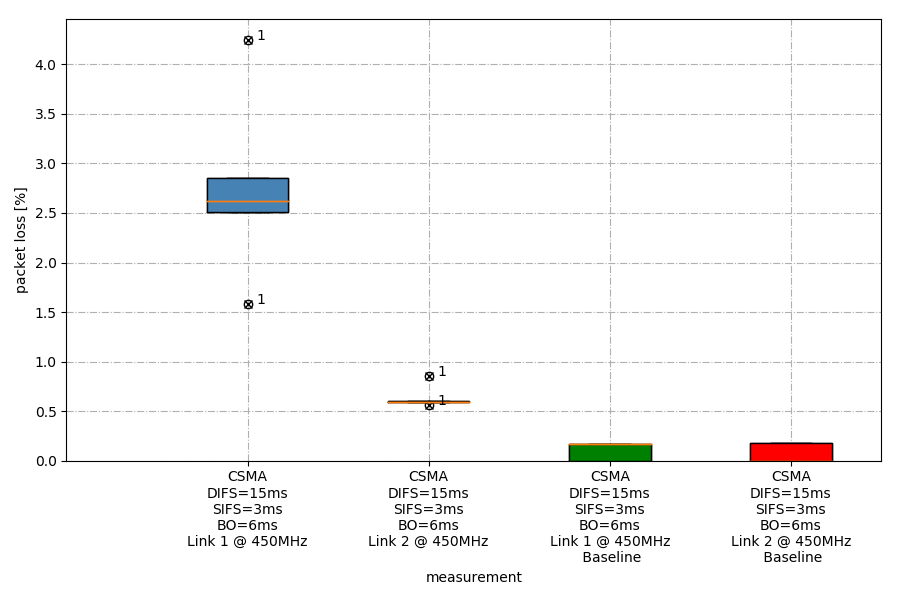 packet loss [%]
4.0
3.5
3.0
2.5
2.0
1.5
1.0
0.5
0.0
1
1
1
1
CSMA
DIFS=15ms
SIFS=3ms
BO=6ms
Link 1 @ 450MHz
CSMA
DIFS=15ms
SIFS=3ms
BO=6ms
Link 2 @ 450MHz
CSMA
DIFS=15ms
SIFS=3ms
BO=6ms
Link 1 @ 450MHz
Baseline
CSMA
DIFS=15ms
SIFS=3ms
BO=6ms
Link 2 @ 450MHz
Baseline
measurement